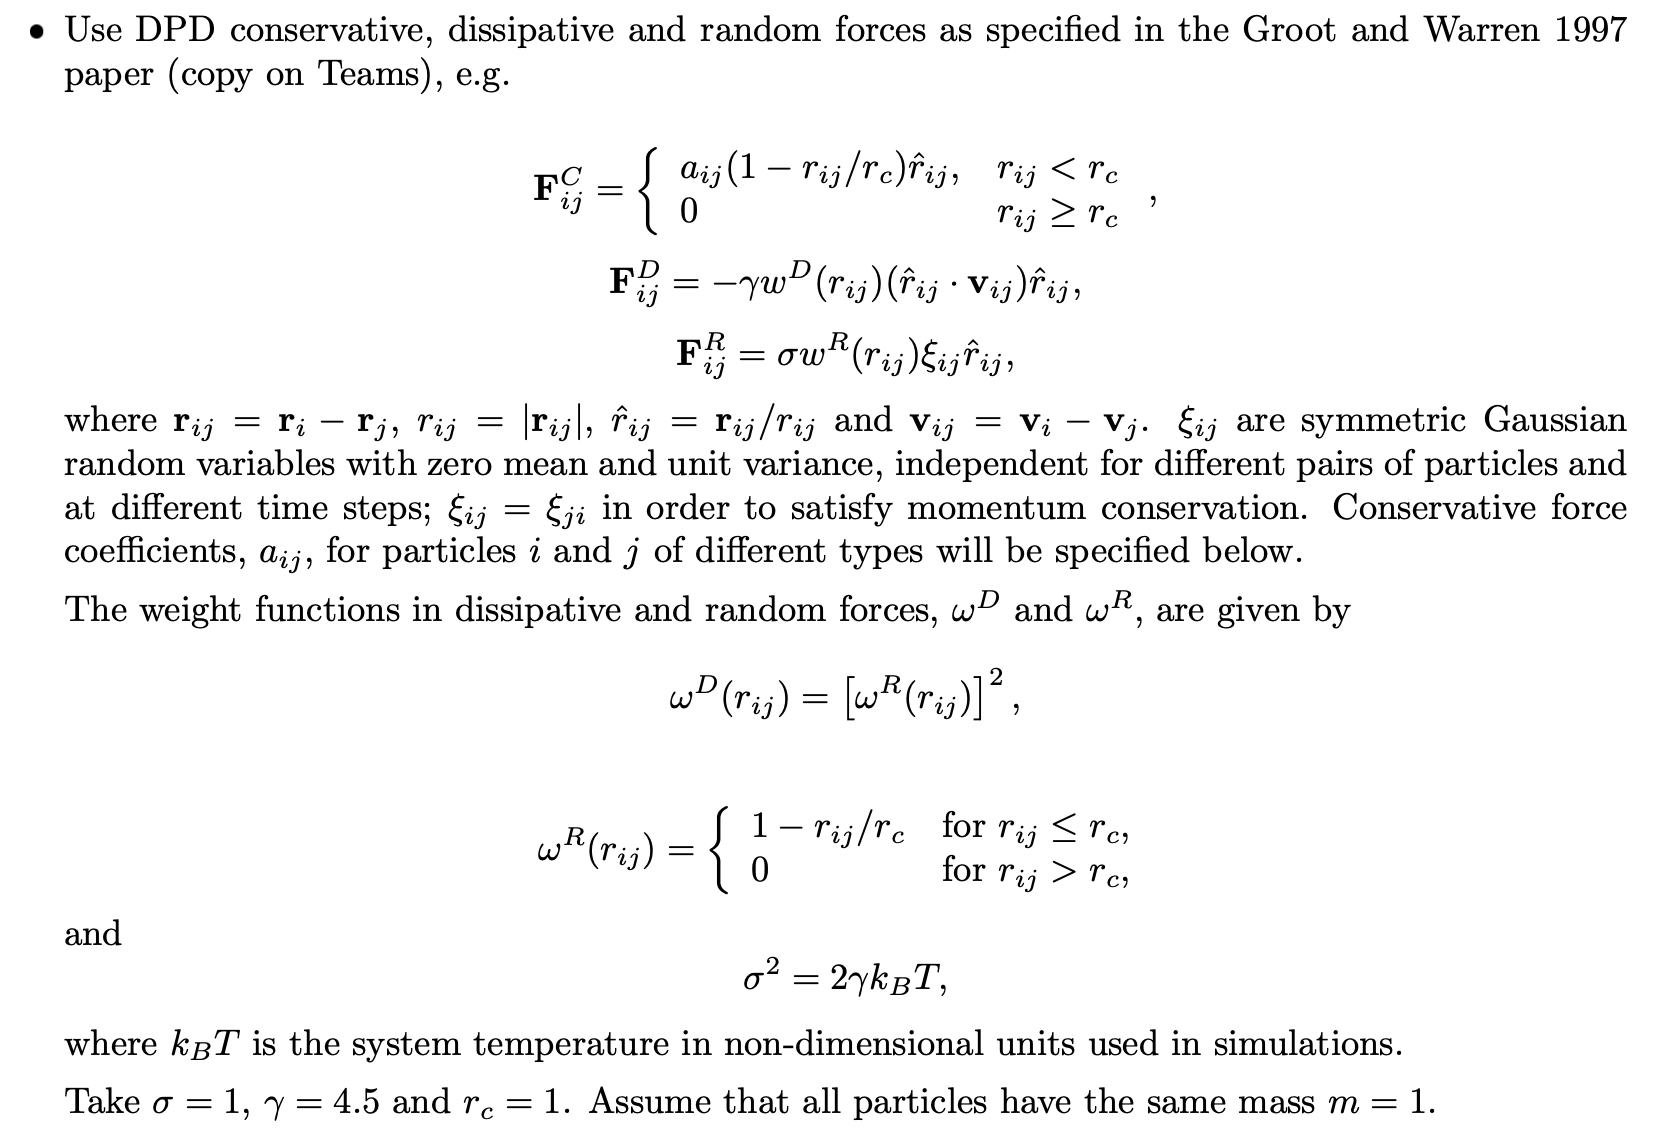 • Use DPD conservative, dissipative and random forces as specified in the Groot and Warren 1997
paper (copy on Teams), e.g.
$$\mathbf{F}_{ij}^C = \left\{ \begin{array}{ll} a_{ij}(1 - r_{ij}/r_c)\hat{r}_{ij}, & r_{ij} < r_c \\ 0 & r_{ij} \geq r_c \end{array} \right. ,$$
$$\mathbf{F}_{ij}^D = -\gamma w^D(r_{ij})(\hat{r}_{ij} \cdot \mathbf{v}_{ij})\hat{r}_{ij},$$
$$\mathbf{F}_{ij}^R = \sigma w^R(r_{ij})\xi_{ij}\hat{r}_{ij},$$
where $\mathbf{r}_{ij} = \mathbf{r}_i - \mathbf{r}_j$, $r_{ij} = |\mathbf{r}_{ij}|$, $\hat{r}_{ij} = \mathbf{r}_{ij}/r_{ij}$ and $\mathbf{v}_{ij} = \mathbf{v}_i - \mathbf{v}_j$. $\xi_{ij}$ are symmetric Gaussian
random variables with zero mean and unit variance, independent for different pairs of particles and
at different time steps; $\xi_{ij} = \xi_{ji}$ in order to satisfy momentum conservation. Conservative force
coefficients, $a_{ij}$, for particles $i$ and $j$ of different types will be specified below.
The weight functions in dissipative and random forces, $\omega^D$ and $\omega^R$, are given by
$$\omega^D(r_{ij}) = \left[\omega^R(r_{ij})\right]^2,$$
$$\omega^R(r_{ij}) = \left\{ \begin{array}{ll} 1 - r_{ij}/r_c & \text{for } r_{ij} \leq r_c, \\ 0 & \text{for } r_{ij} > r_c, \end{array} \right.$$
and
$$\sigma^2 = 2\gamma k_B T,$$
where $k_B T$ is the system temperature in non-dimensional units used in simulations.
Take $\sigma = 1$, $\gamma = 4.5$ and $r_c = 1$. Assume that all particles have the same mass $m = 1$.